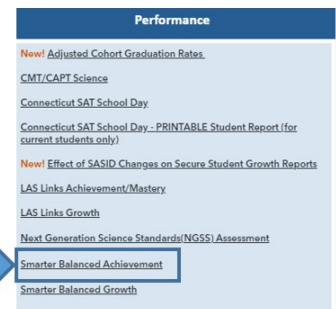 Performance
New! Adjusted Cohort Graduation Rates
CMT/CAPT Science
Connecticut SAT School Day
Connecticut SAT School Day - PRINTABLE Student Report (for
current students only)
New! Effect of SASID Changes on Secure Student Growth Reports
LAS Links Achievement/Mastery
LAS Links Growth
Next Generation Science Standards(NGSS) Assessment
Smarter Balanced Achievement
Smarter Balanced Growth